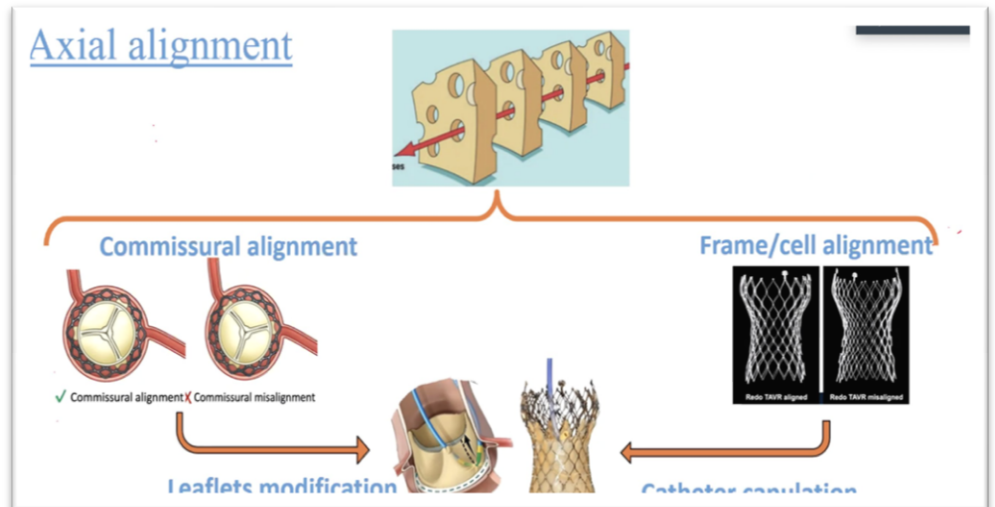 Axial alignment
ses
Commissural alignment
Frame/cell alignment
✓ Commissural alignment X Commissural misalignment
Redo TAVR aligned Redo TAVR misaligned
Leaflets modification
Catheter canulation